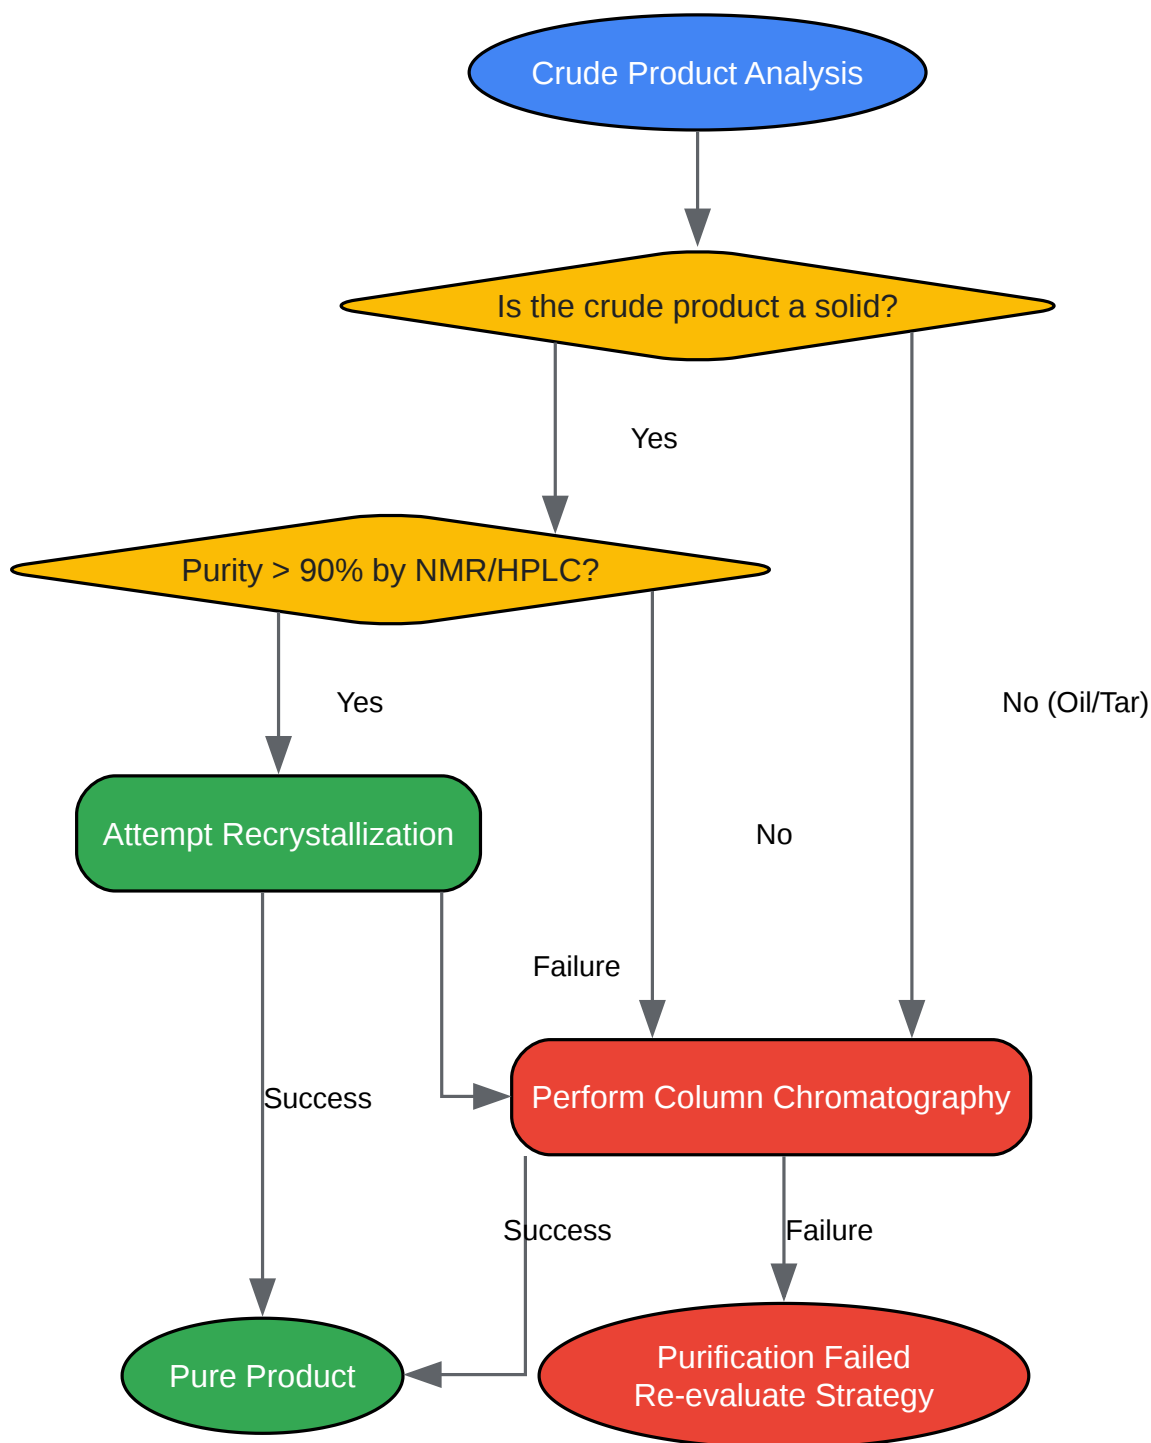 Crude Product Analysis
Is the crude product a solid?
Yes
Purity > 90% by NMR/HPLC?
Yes
No (Oil/Tar)
Attempt Recrystallization
No
Failure
Success
Perform Column Chromatography
Success
Failure
Pure Product
Purification Failed
Re-evaluate Strategy